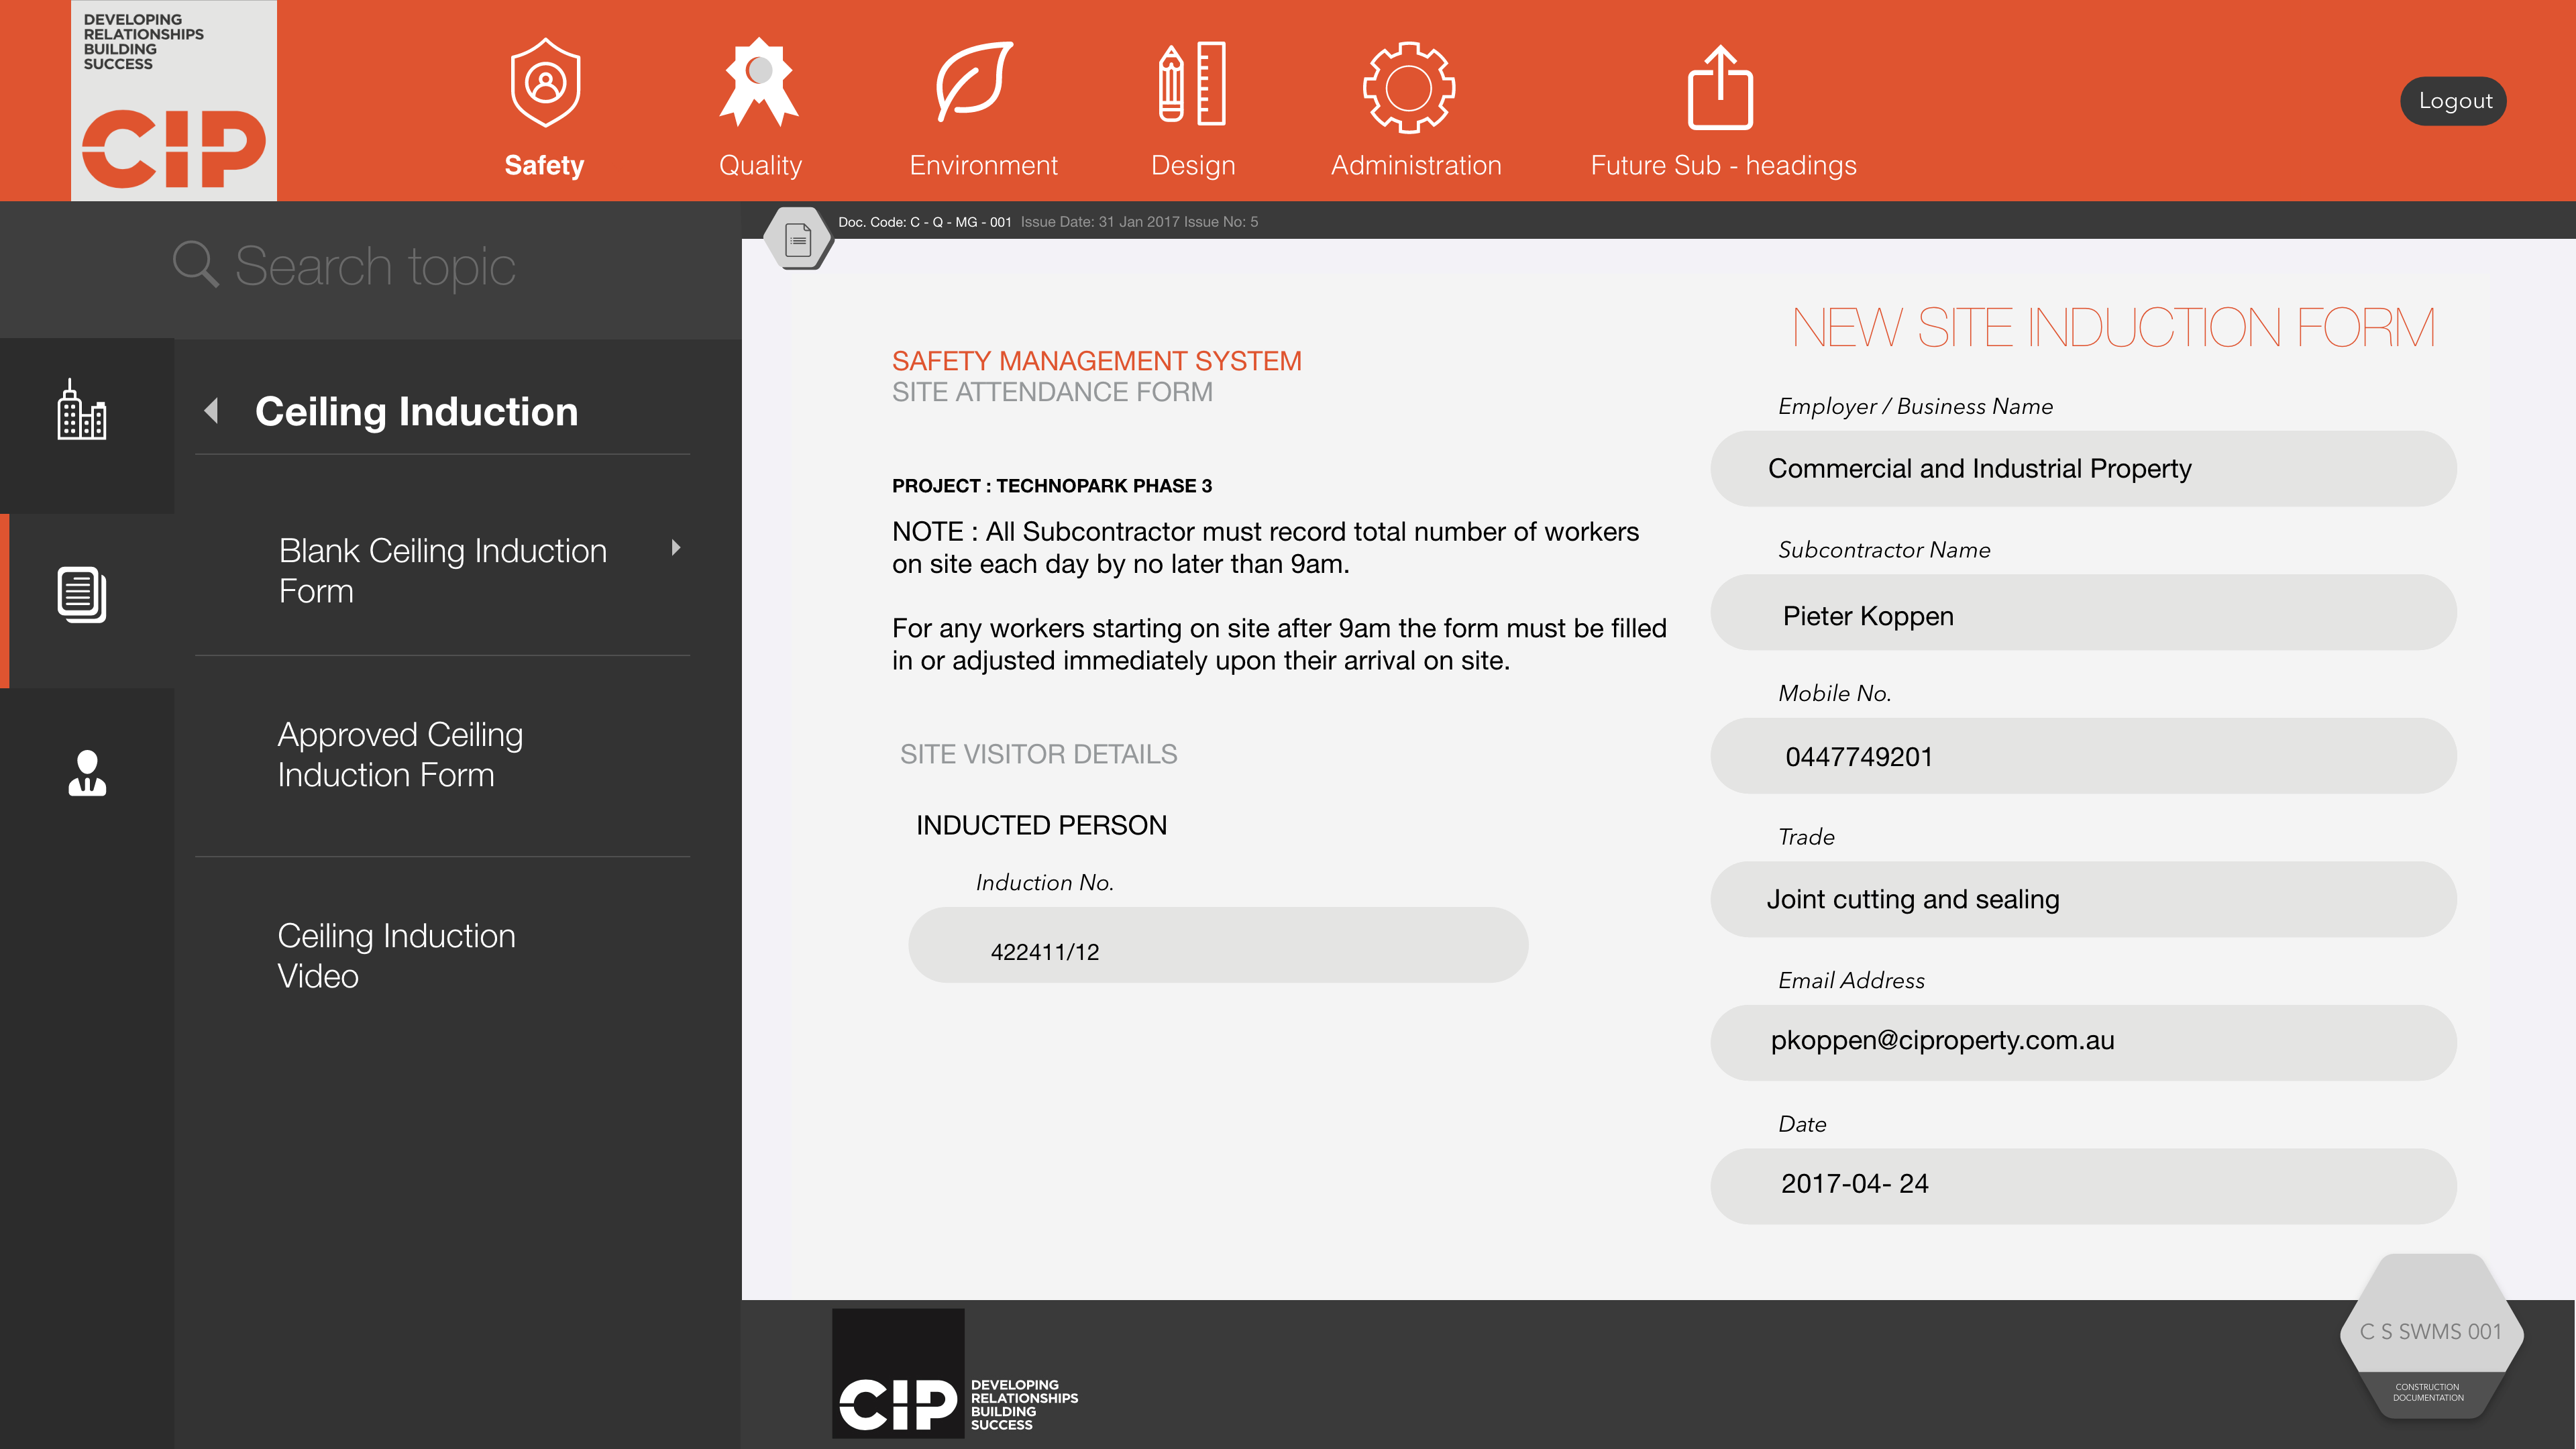 DEVELOPING
RELATIONSHIPS
BUILDING
SUCCESS
CIP
Safety
Quality
Environment
Design
Administration
Future Sub - headings
Logout
Search topic
Ceiling Induction
Blank Ceiling Induction
Form
Approved Ceiling
Induction Form
Ceiling Induction
Video
Doc. Code: C - Q - MG - 001 Issue Date: 31 Jan 2017 Issue No: 5
SAFETY MANAGEMENT SYSTEM
SITE ATTENDANCE FORM
PROJECT : TECHNOPARK PHASE 3
NOTE : All Subcontractor must record total number of workers
on site each day by no later than 9am.
For any workers starting on site after 9am the form must be filled
in or adjusted immediately upon their arrival on site.
SITE VISITOR DETAILS
INDUCTED PERSON
Induction No.
422411/12
NEW SITE INDUCTION FORM
Employer / Business Name
Commercial and Industrial Property
Subcontractor Name
Pieter Koppen
Mobile No.
0447749201
Trade
Joint cutting and sealing
Email Address
pkoppen@ciproperty.com.au
Date
2017-04- 24
CIP
DEVELOPING
RELATIONSHIPS
BUILDING
SUCCESS
C S SWMS 001
CONSTRUCTION
DOCUMENTATION